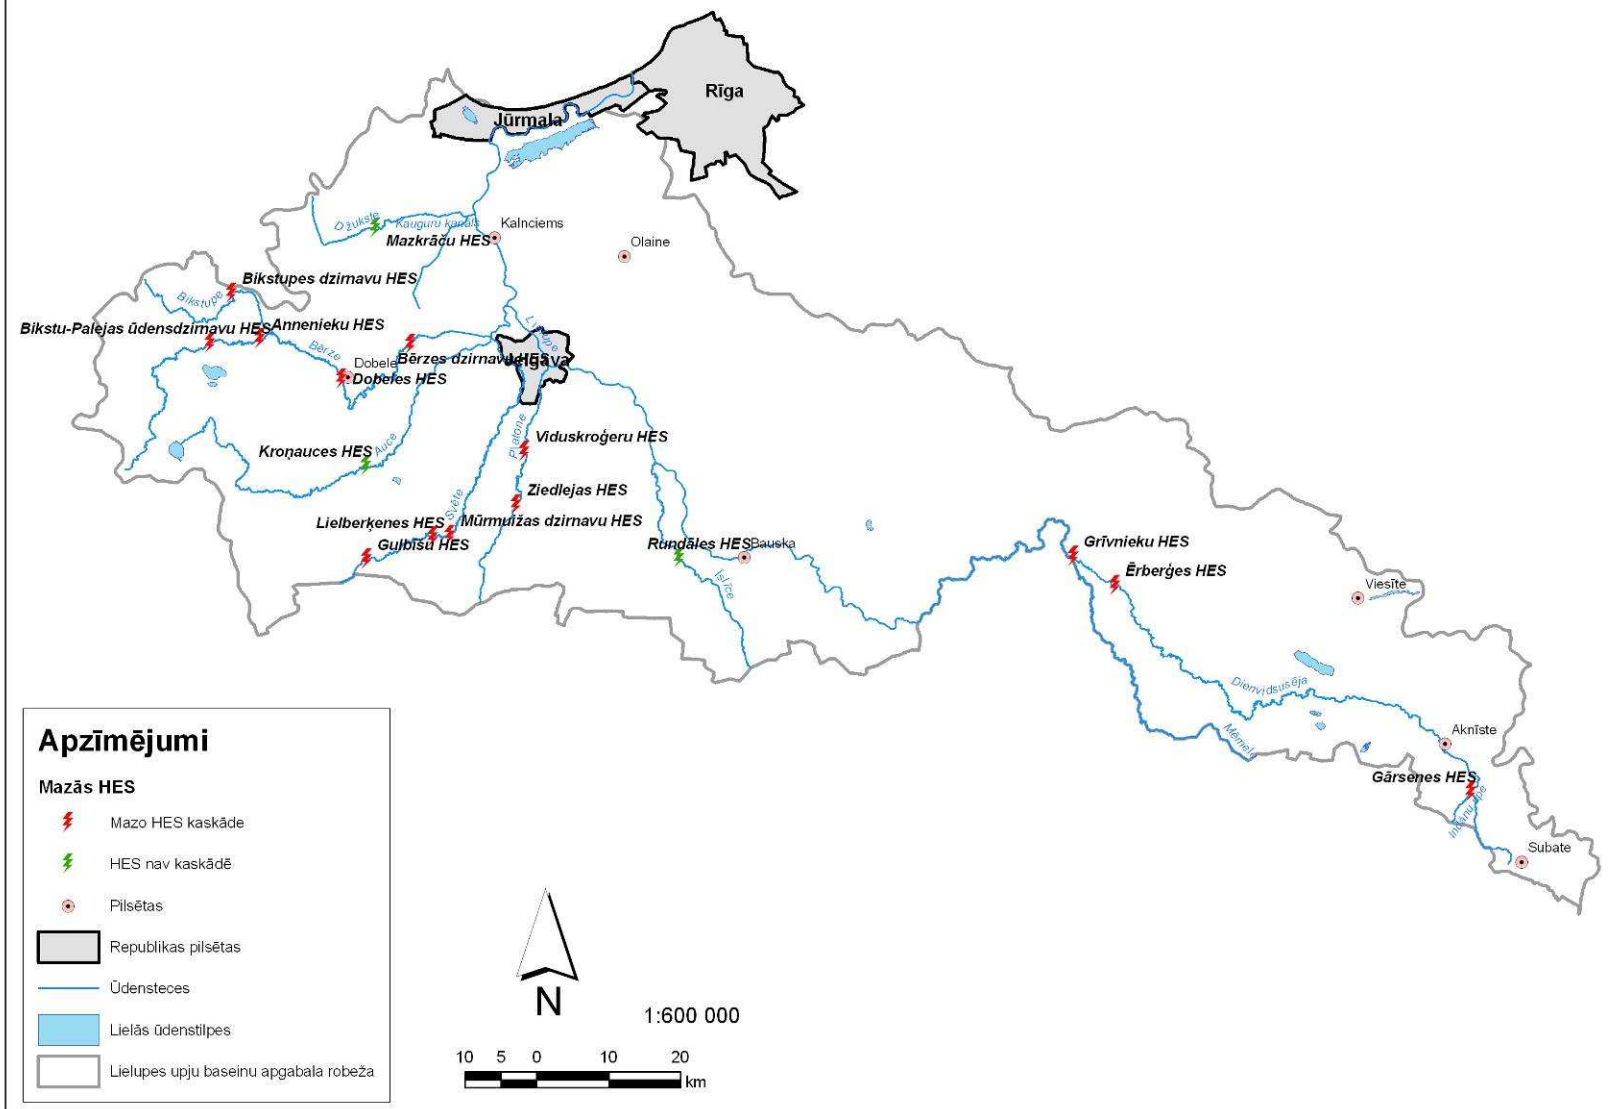 Rīga
Jūrmala
Džūkste
Kauguru kanāls
Kalnciems
Mazkrāču HES
Olaine
Bikstupes dzirnavu HES
Bikstupe
Bikstu-Palejas ūdensdzirnavu HES
Annenieku HES
Lielupe
Bērze
Dobele
Bērzes dzirnavu HES
Jelgava
Dobeles HES
Platone
Viduskroģeru HES
Kroņauces HES
Auce
Ziedlejas HES
Svēte
Lielberķenes HES
Mūrmuižas dzirnavu HES
Gulbīšu HES
Rundāles HES
Bauska
Īslīce
Grīvnieku HES
Ērberģes HES
Viesīte
Dienvidsusēja
Mēmele
Aknīste
Gārsenes HES
Subate
Apzīmējumi
Mazās HES
Mazo HES kaskāde
HES nav kaskādē
Pilsētas
Republikas pilsētas
Ūdensteces
Lielās ūdenstilpes
Lielupes upju baseinu apgabala robeža
N
1:600 000
10 5 0 10 20
km